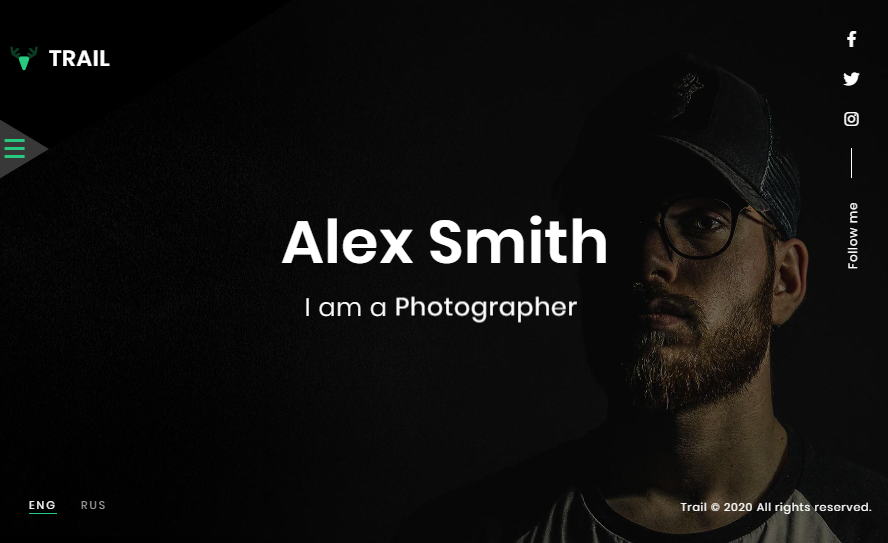 TRAIL
Alex Smith
I am a Photographer
Follow me
ENG RUS
Trail © 2020 All rights reserved.